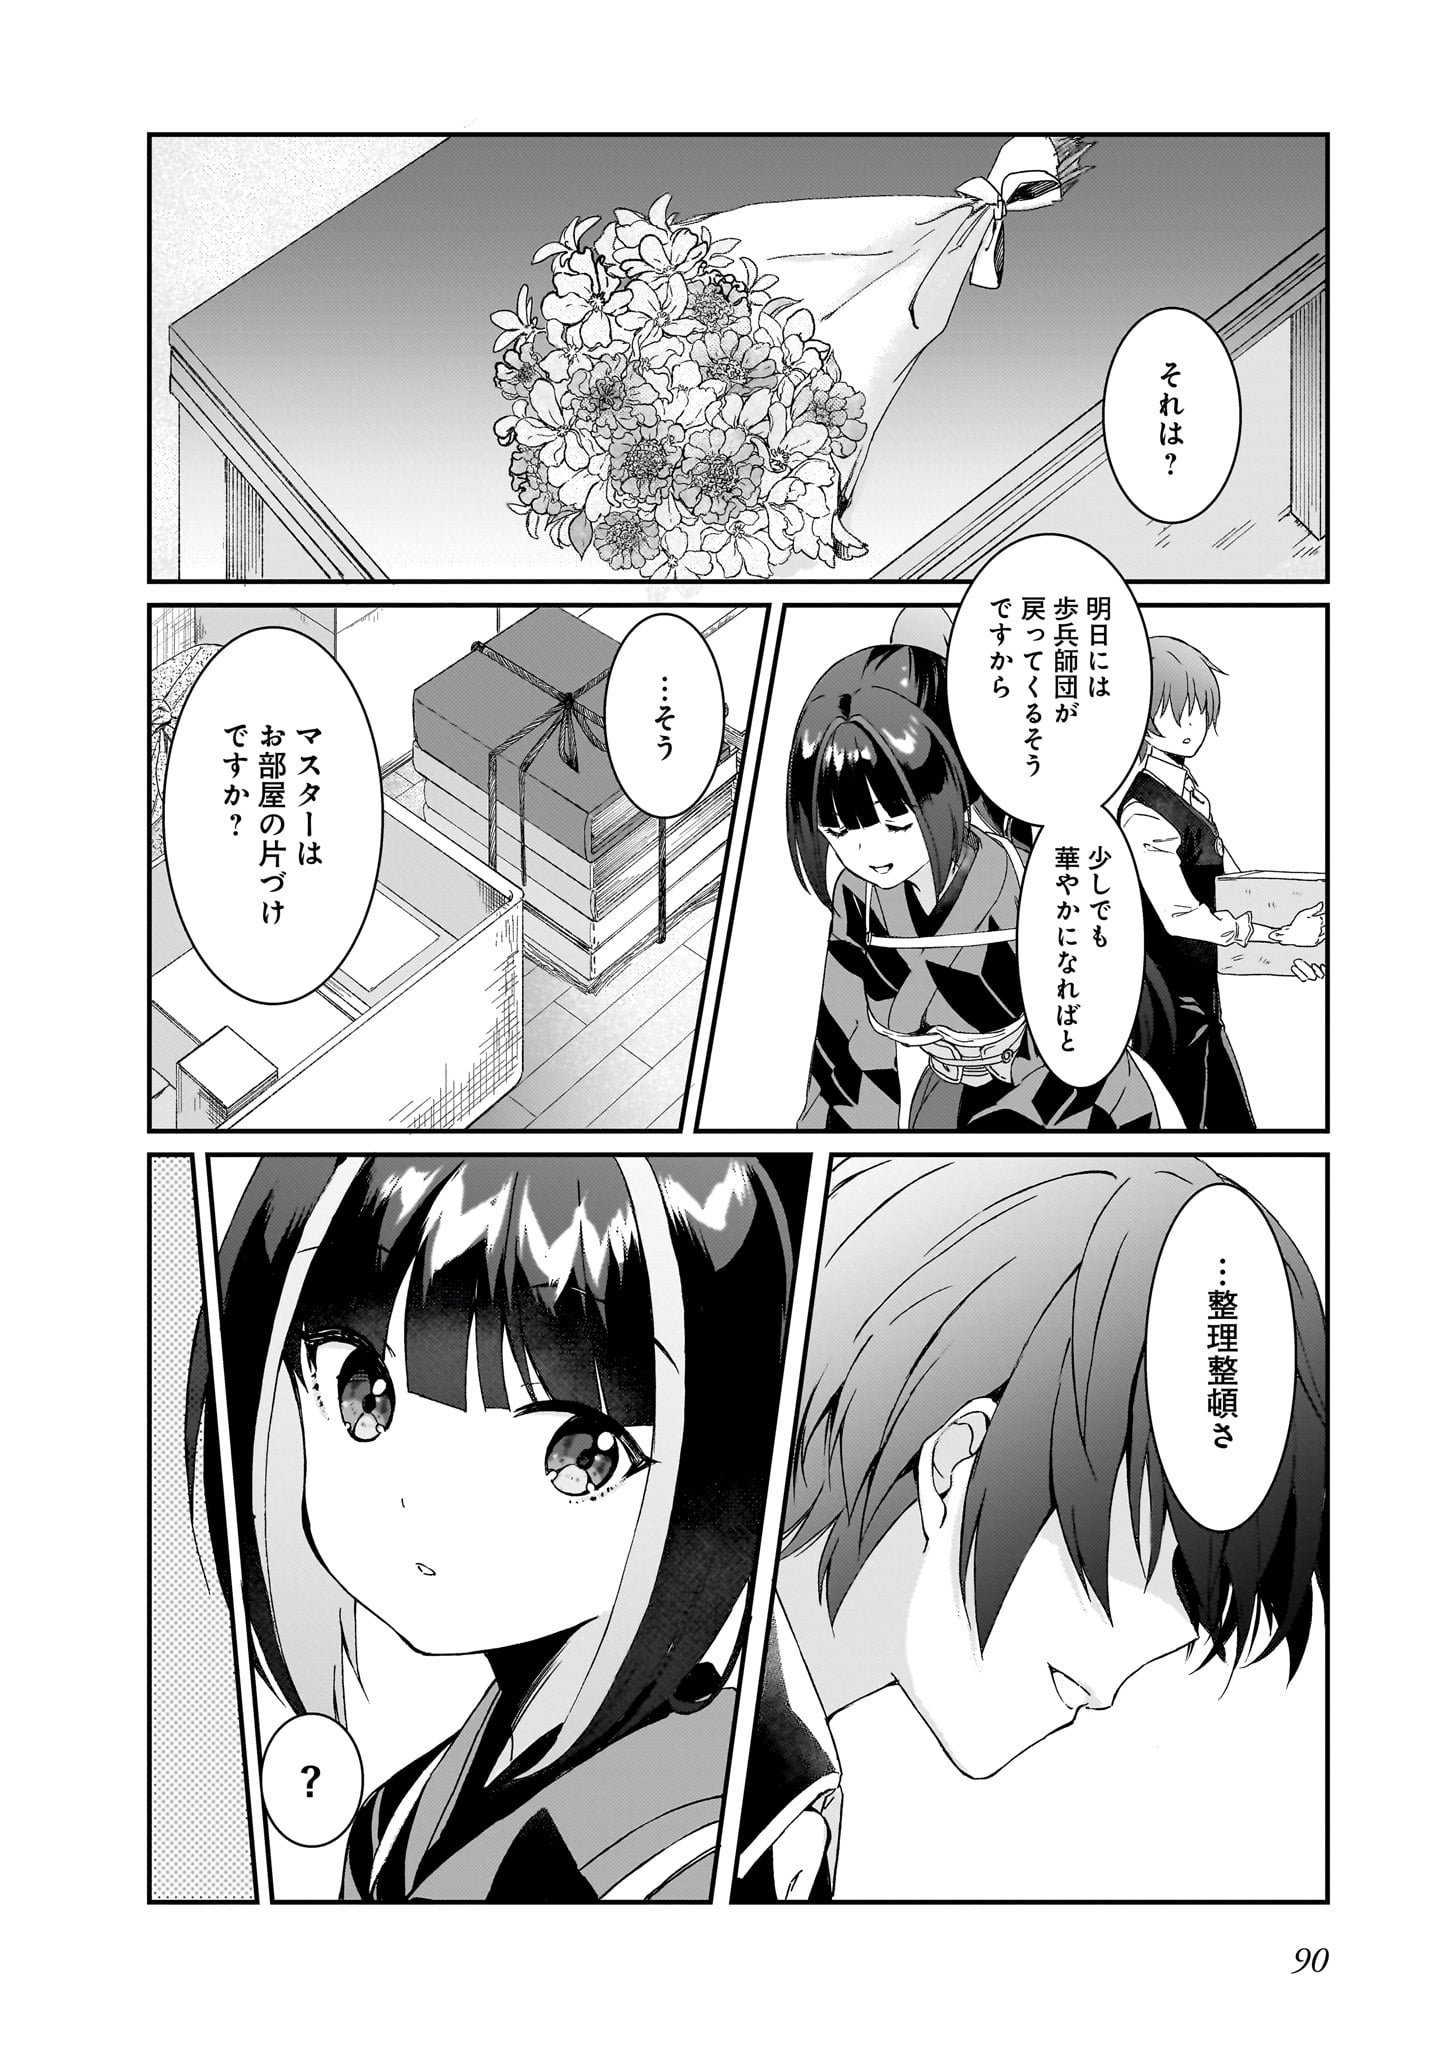 それは？
明日には
歩兵師団が
戻ってくるそう
ですから
少しでも
華やかになればと
…そう
マスターは
お部屋の片づけ
ですか？
…整理整頓さ
？
90